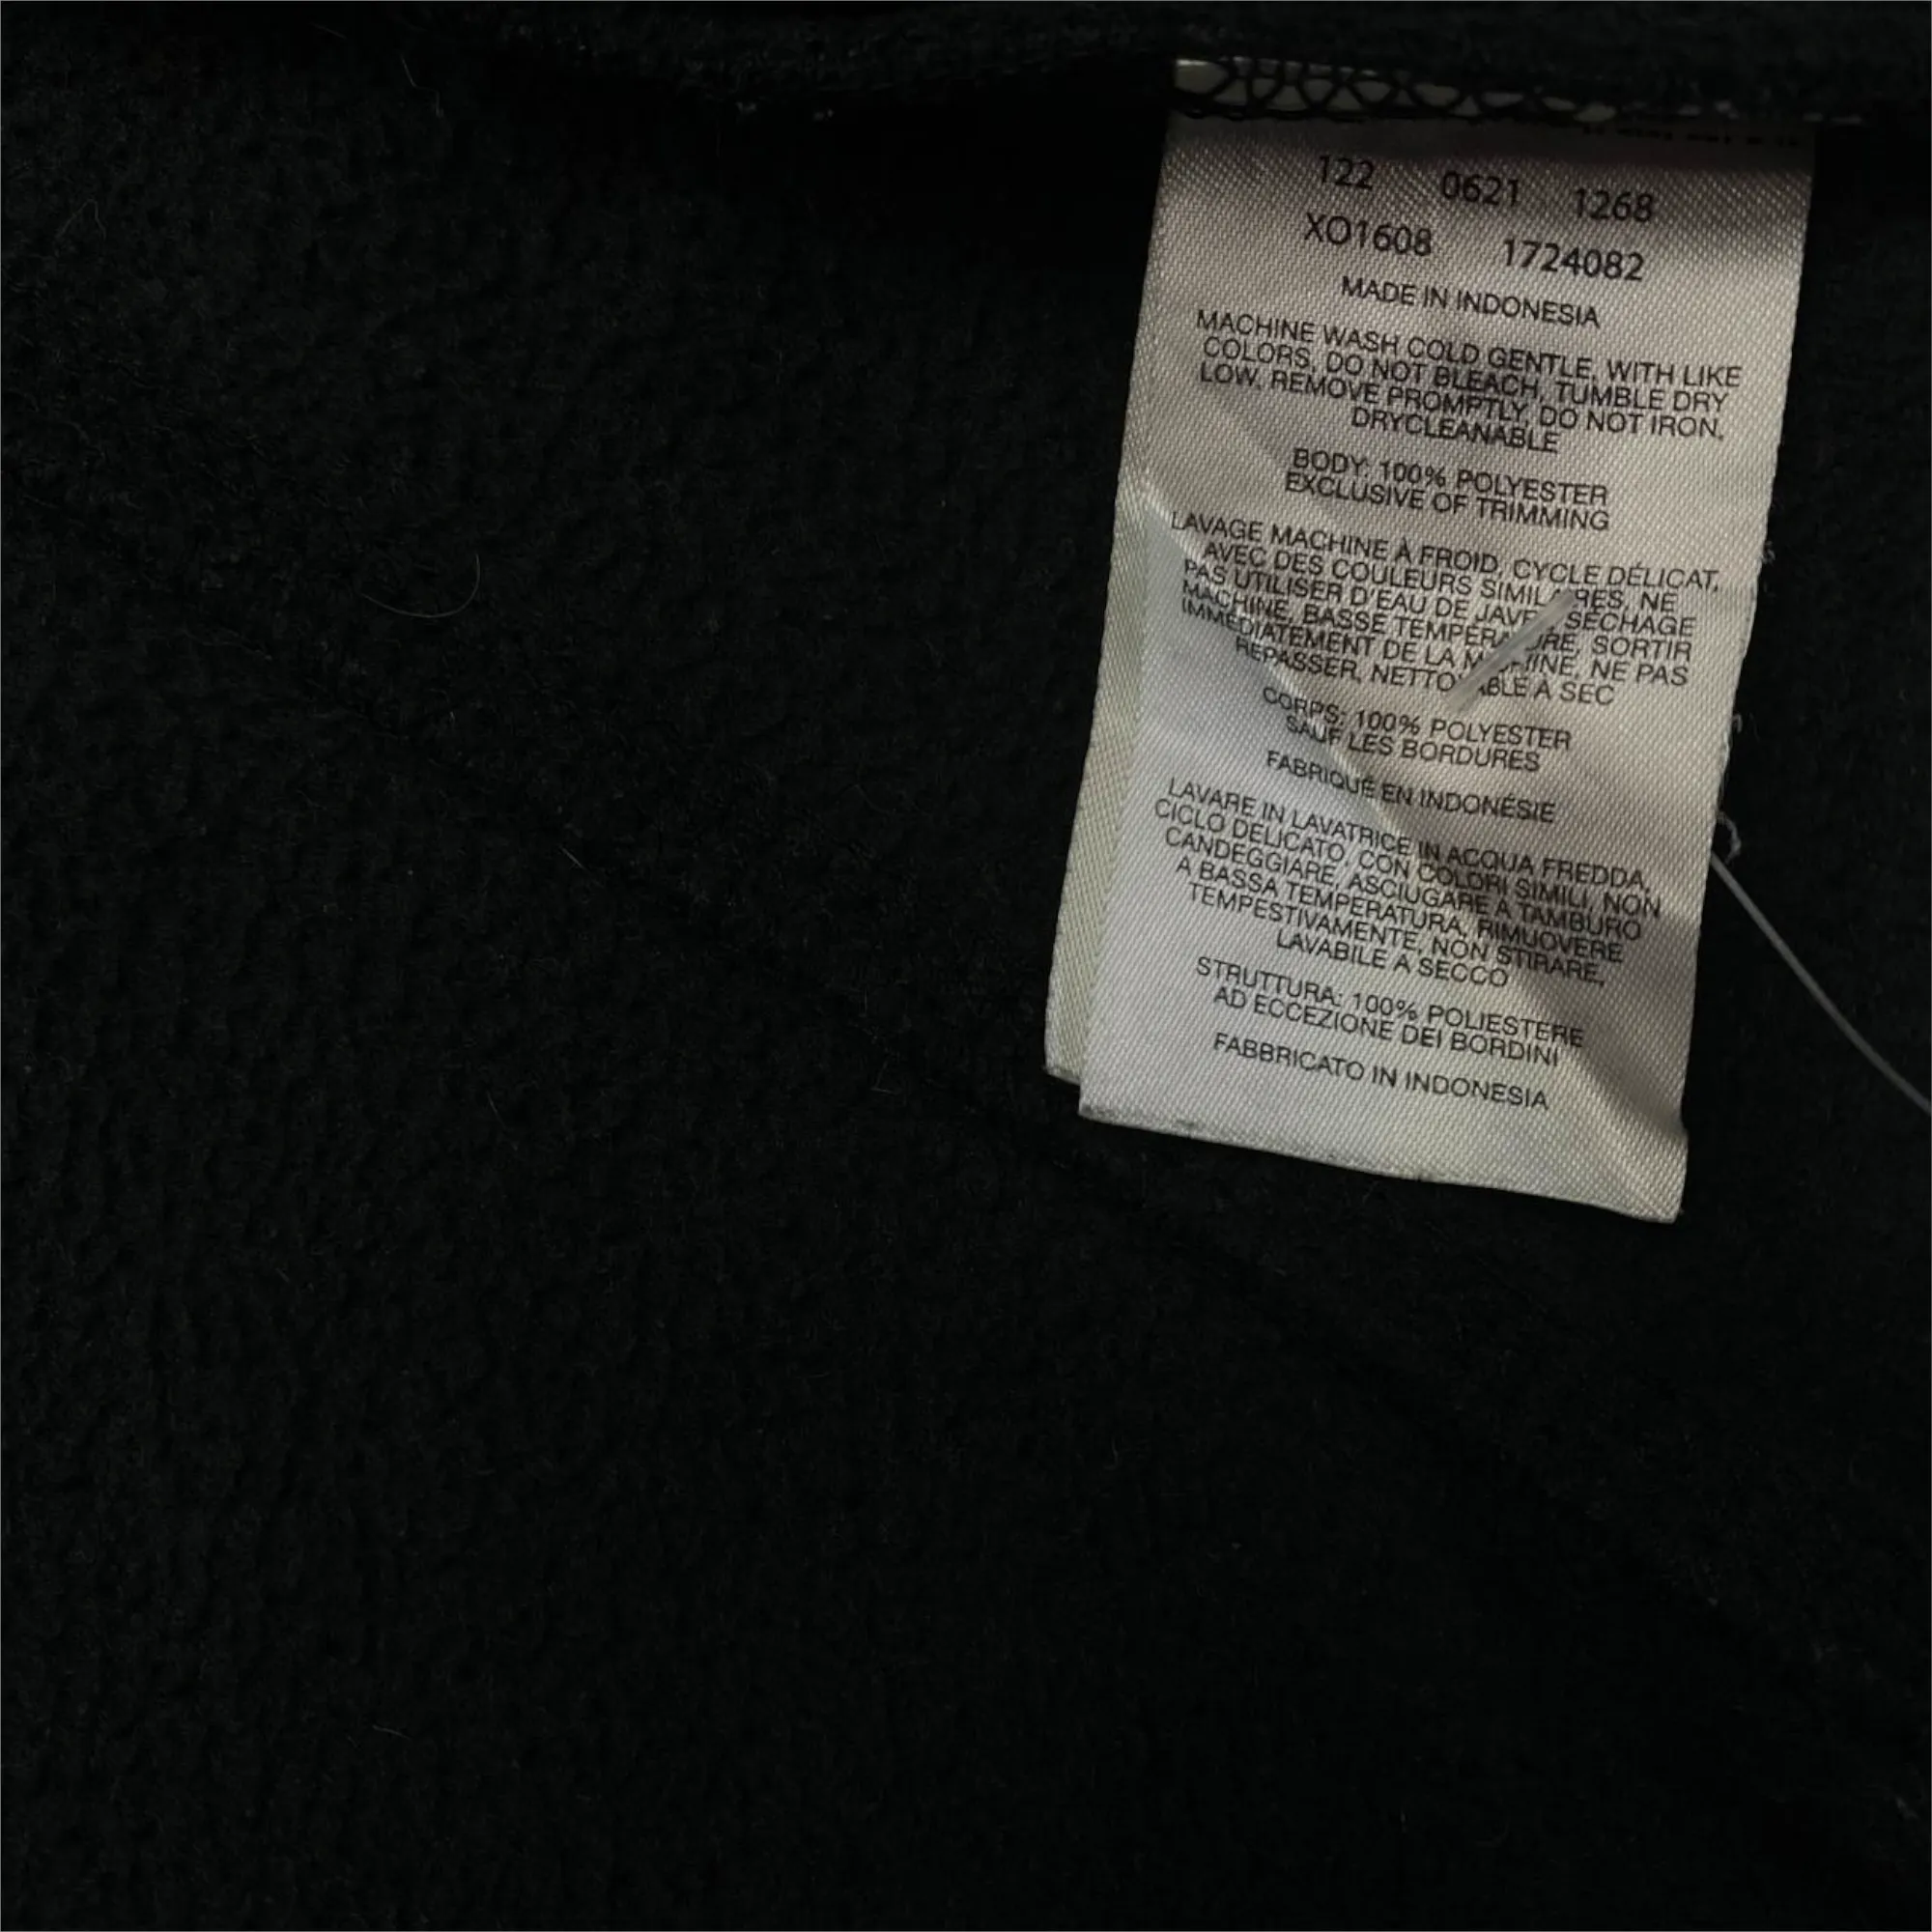 122 0621 1268
XO1608 1724082
MADE IN INDONESIA
MACHINE WASH COLD GENTLE, WITH LIKE
COLORS, DO NOT BLEACH, TUMBLE DRY
LOW, REMOVE PROMPTLY, DO NOT IRON,
DRYCLEANABLE
BODY: 100% POLYESTER
EXCLUSIVE OF TRIMMING
LAVAGE MACHINE À FROID, CYCLE DÉLICAT,
AVEC DES COULEURS SIMILAIRES, NE
PAS UTILISER D'EAU DE JAVEL, SÉCHAGE
MACHINE, BASSE TEMPÉRATURE, SORTIR
IMMÉDIATEMENT DE LA MACHINE, NE PAS
REPASSER, NETTOYABLE À SEC
CORPS: 100% POLYESTER
SAUF LES BORDURES
FABRIQUÉ EN INDONÉSIE
LAVARE IN LAVATRICE IN ACQUA FREDDA,
CICLO DELICATO, CON COLORI SIMILI, NON
CANDEGGIARE, ASCIUGARE A TAMBURO
A BASSA TEMPERATURA, RIMUOVERE
TEMPESTIVAMENTE, NON STIRARE,
LAVABILE A SECCO
STRUTTURA: 100% POLIESTERE
AD ECCEZIONE DEI BORDINI
FABBRICATO IN INDONESIA